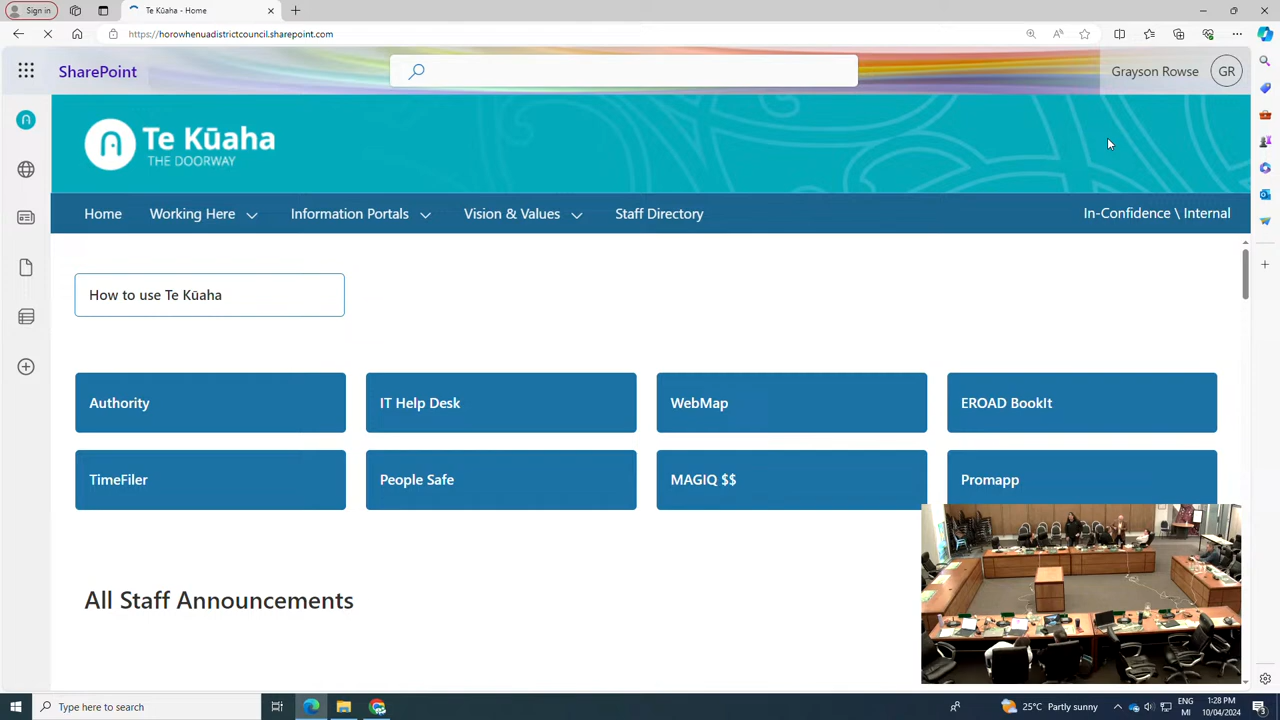 Sign in
Te Kūaha - Home
https://horowhenuadistrictcouncil.sharepoint.com
SharePoint
Grayson Rowse
GR
Te Kūaha
THE DOORWAY
Home
Working Here
Information Portals
Vision & Values
Staff Directory
In-Confidence \ Internal
How to use Te Kūaha
Authority
IT Help Desk
WebMap
EROAD BookIt
TimeFiler
People Safe
MAGIQ $$
Promapp
All Staff Announcements
Type here to search
25°C Partly sunny
ENG
MI
1:28 PM
10/04/2024
3